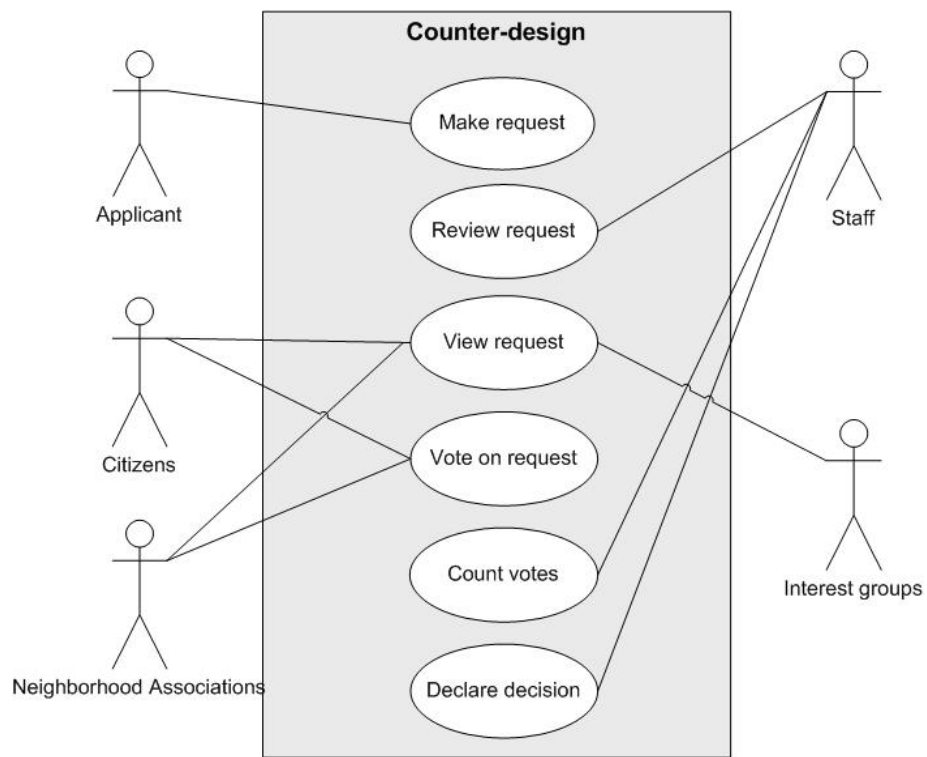 Counter-design
Make request
Applicant
Staff
Review request
View request
Citizens
Vote on request
Interest groups
Count votes
Neighborhood Associations
Declare decision